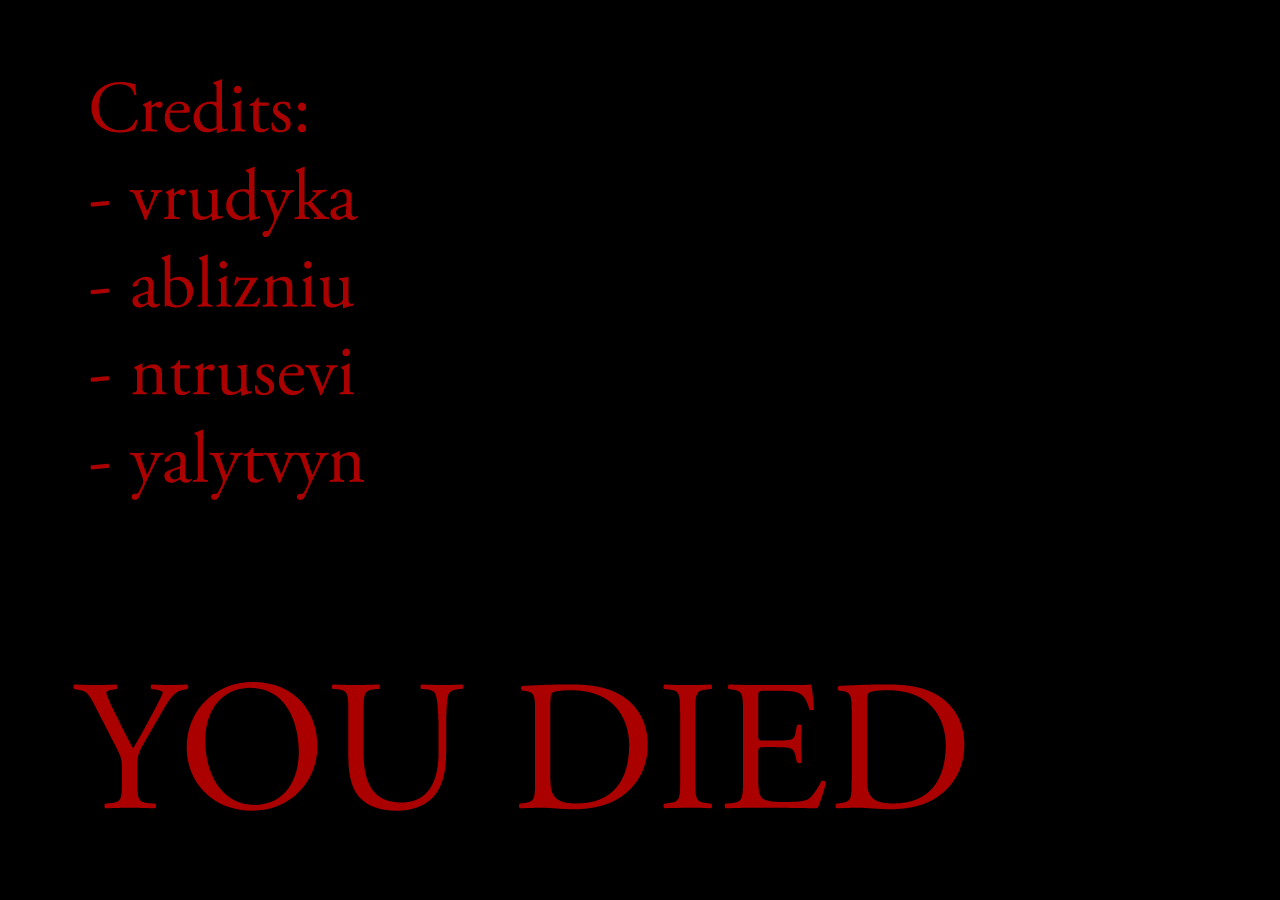 Credits:
- vrudyka
- ablizniu
- ntrusevi
- yalytvyn
YOU DIED